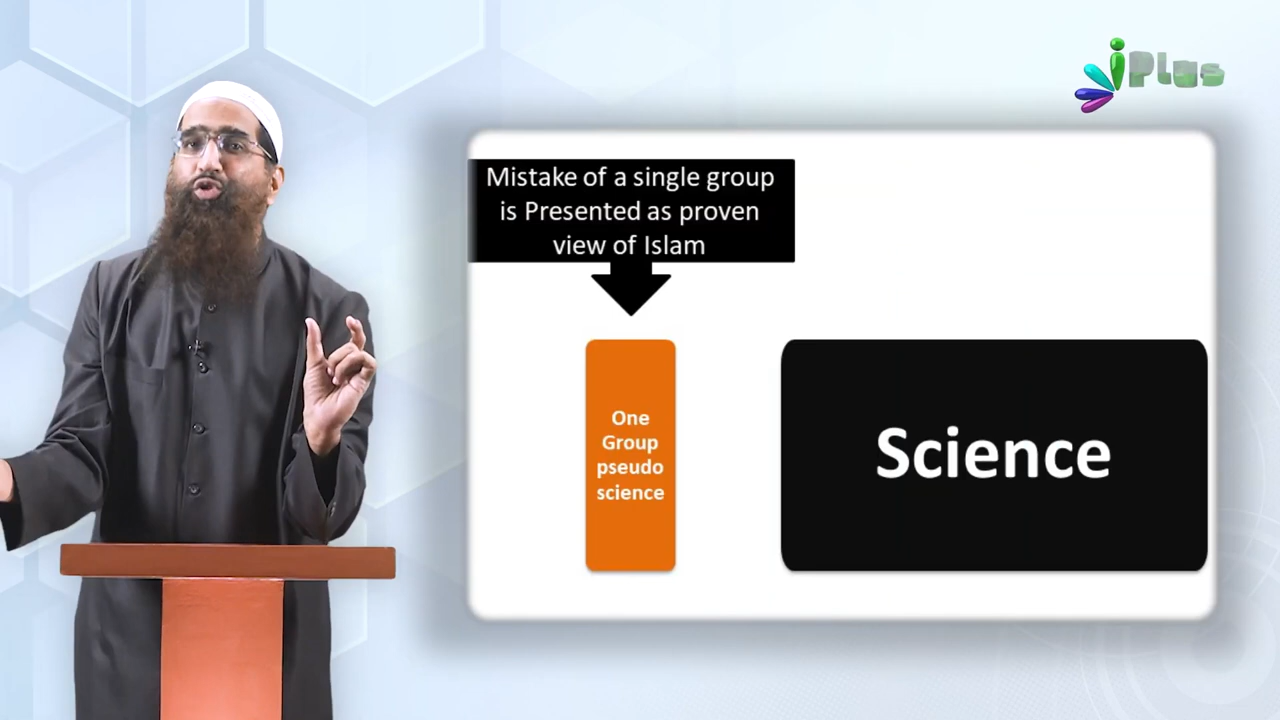 iPlus
Mistake of a single group
is Presented as proven
view of Islam
One
Group
pseudo
science
Science